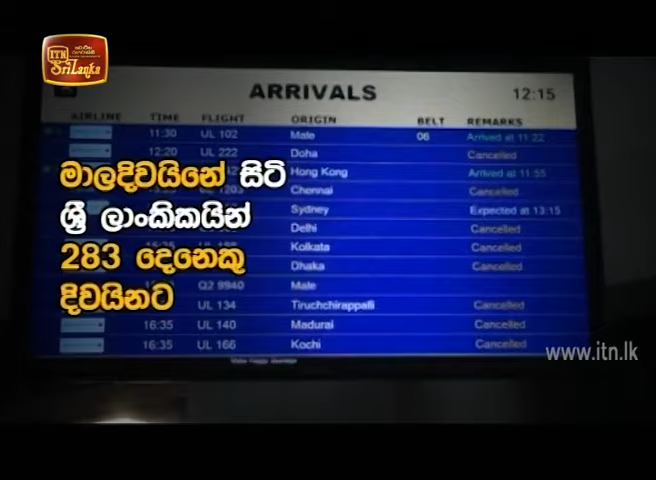 ITN
Sri Lanka
ARRIVALS 12:15
AIRLINE TIME FLIGHT ORIGIN BELT REMARKS
11:30 UL 102 Male 06 Arrived at 11:22
12:20 UL 222 Doha Cancelled
Hong Kong Arrived at 11:55
Chennai Cancelled
Sydney Expected at 13:15
Delhi Cancelled
Kolkata Cancelled
Dhaka Cancelled
Q2 9940 Male
UL 134 Tiruchchirappalli Cancelled
16:35 UL 140 Madurai Cancelled
16:35 UL 166 Kochi Cancelled
මාලදිවයිනේ සිටි
ශ්‍රී ලාංකිකයින්
283 දෙනෙකු
දිවයිනට
www.itn.lk